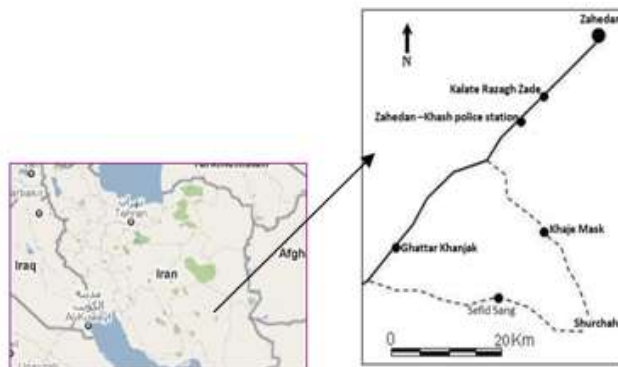 Zahedan
N
Kalate Razagh Zade
Zahedan –Khash police station
Khaje Mask
Ghattar Khanjak
Sefid Sang
Shurchah
0 20Km
Tehran
Iraq
Iran
Afgh